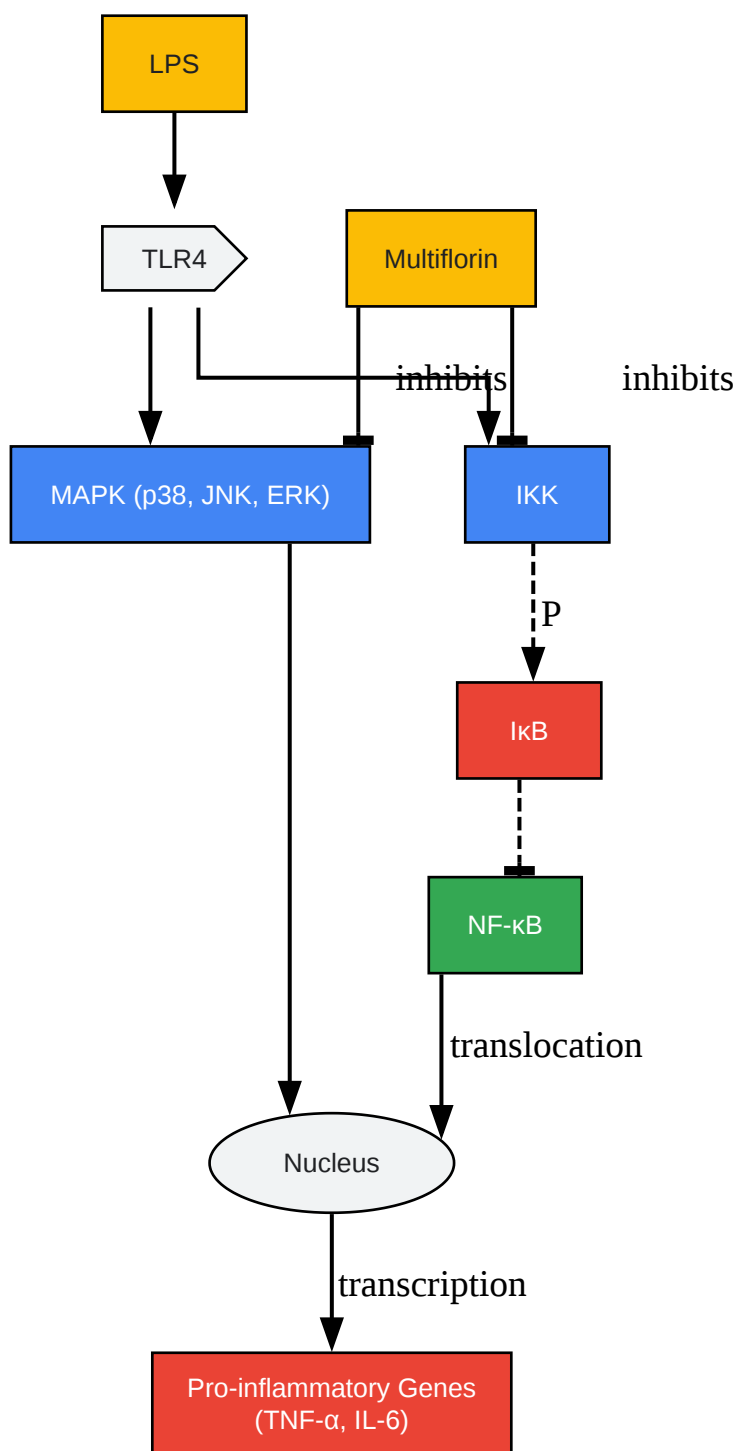 LPS
TLR4
Multiflorin
inhibits
inhibits
MAPK (p38, JNK, ERK)
IKK
P
IκB
NF-κB
translocation
Nucleus
transcription
Pro-inflammatory Genes
(TNF-α, IL-6)